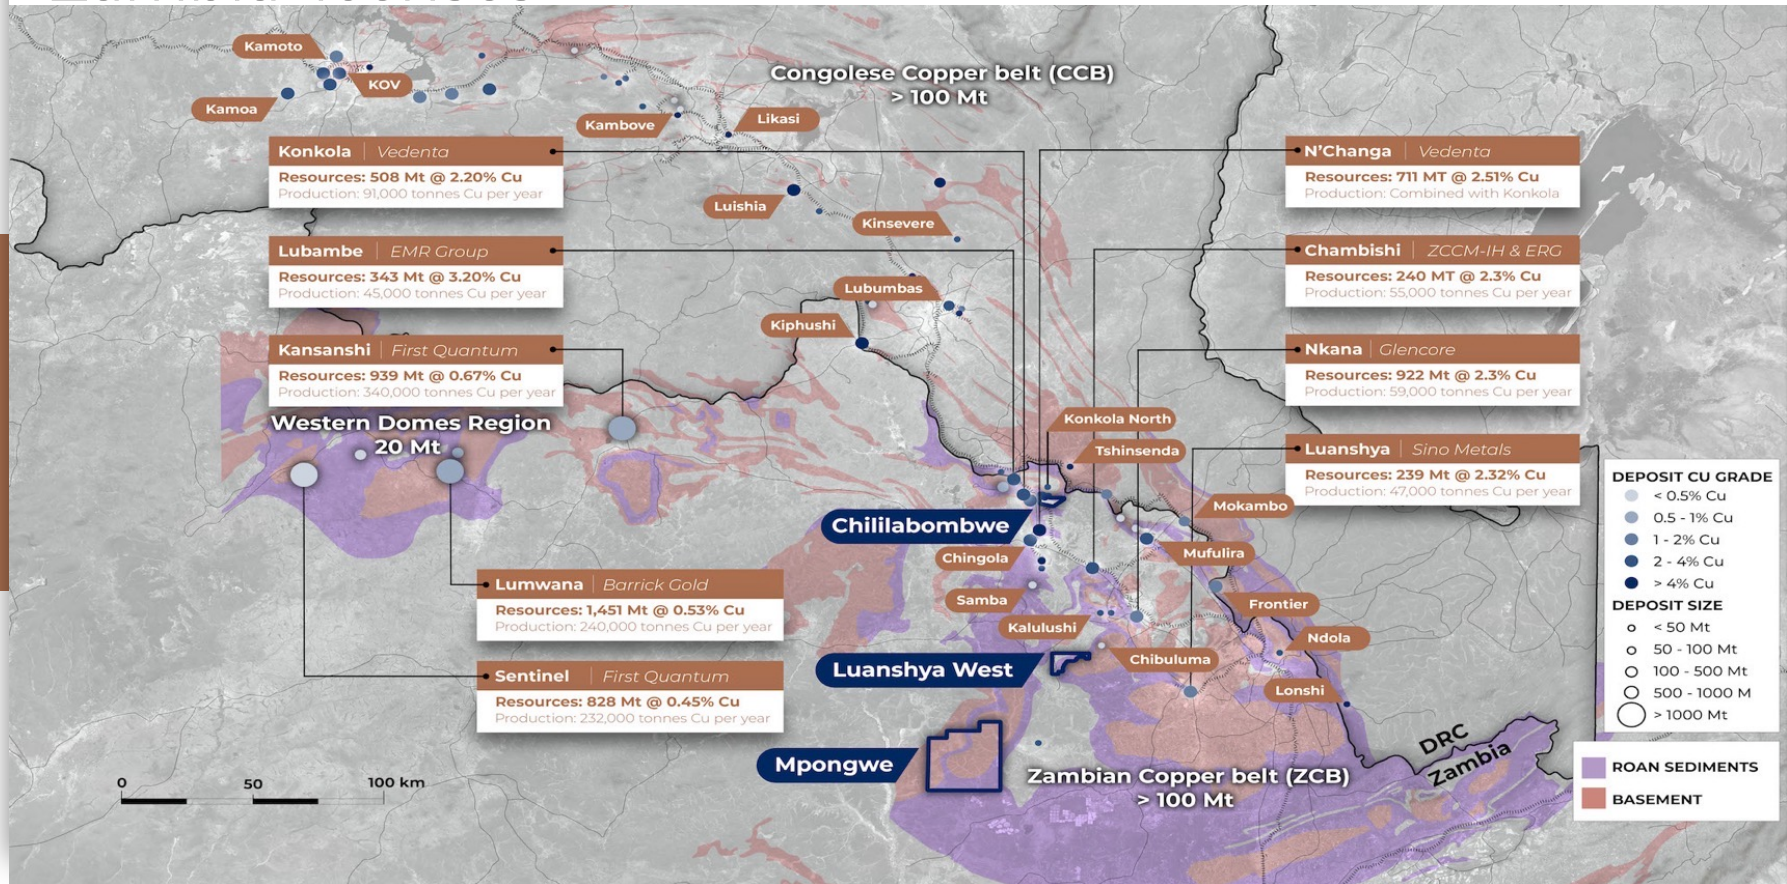 Kamoto
KOV
Kamoa
Congolese Copper belt (CCB)
> 100 Mt
Kambove
Likasi
Konkola | Vedenta
Resources: 508 Mt @ 2.20% Cu
Production: 91,000 tonnes Cu per year
N'Changa | Vedenta
Resources: 711 MT @ 2.51% Cu
Production: Combined with Konkola
Luishia
Kinsevere
Lubambe | EMR Group
Resources: 343 Mt @ 3.20% Cu
Production: 45,000 tonnes Cu per year
Chambishi | ZCCM-IH & ERG
Resources: 240 MT @ 2.3% Cu
Production: 55,000 tonnes Cu per year
Lubumbas
Kiphushi
Kansanshi | First Quantum
Resources: 939 Mt @ 0.67% Cu
Production: 340,000 tonnes Cu per year
Nkana | Glencore
Resources: 922 Mt @ 2.3% Cu
Production: 59,000 tonnes Cu per year
Western Domes Region
20 Mt
Konkola North
Tshinsenda
Luanshya | Sino Metals
Resources: 239 Mt @ 2.32% Cu
Production: 47,000 tonnes Cu per year
Mokambo
Chililabombwe
Chingola
Mufulira
Samba
Frontier
Kalulushi
Ndola
Lumwana | Barrick Gold
Resources: 1,451 Mt @ 0.53% Cu
Production: 240,000 tonnes Cu per year
Luanshya West
Chibuluma
Lonshi
Sentinel | First Quantum
Resources: 828 Mt @ 0.45% Cu
Production: 232,000 tonnes Cu per year
Mpongwe
Zambian Copper belt (ZCB)
> 100 Mt
DRC
Zambia
0 50 100 km
DEPOSIT CU GRADE
< 0.5% Cu
0.5 - 1% Cu
1 - 2% Cu
2 - 4% Cu
> 4% Cu
DEPOSIT SIZE
< 50 Mt
50 - 100 Mt
100 - 500 Mt
500 - 1000 M
> 1000 Mt
ROAN SEDIMENTS
BASEMENT